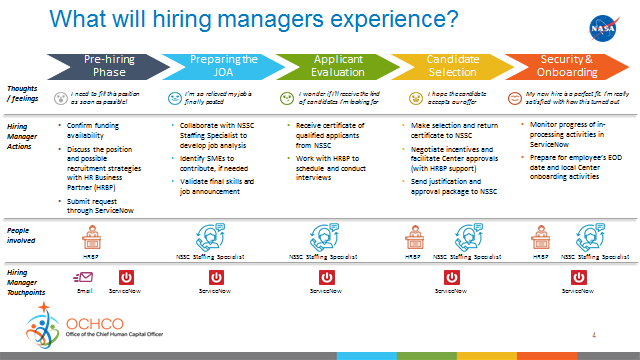 What will hiring managers experience?
NASA
Pre-hiring
Phase
Preparing the
JOA
Applicant
Evaluation
Candidate
Selection
Security &
Onboarding
Thoughts
/ feelings
I need to fill this position
as soon as possible!
I'm so relieved my job is
finally posted
I wonder if I'll receive the kind
of candidates I'm looking for
I hope the candidate
accepts our offer
My new hire is a perfect fit. I'm really
satisfied with how this turned out
Hiring
Manager
Actions
• Confirm funding
availability
• Discuss the position
and possible
recruitment strategies
with HR Business
Partner (HRBP)
• Submit request
through ServiceNow
• Collaborate with NSSC
Staffing Specialist to
develop job analysis
• Identify SMEs to
contribute, if needed
• Validate final skills and
job announcement
• Receive certificate of
qualified applicants
from NSSC
• Work with HRBP to
schedule and conduct
interviews
• Make selection and return
certificate to NSSC
• Negotiate incentives and
facilitate Center approvals
(with HRBP support)
• Send justification and
approval package to NSSC
• Monitor progress of in-
processing activities in
ServiceNow
• Prepare for employee's EOD
date and local Center
onboarding activities
People
involved
HRBP
NSSC Staffing Specialist
NSSC Staffing Specialist
HRBP
NSSC Staffing Specialist
HRBP
NSSC Staffing Specialist
Hiring
Manager
Touchpoints
Email
ServiceNow
ServiceNow
ServiceNow
ServiceNow
ServiceNow
OCHCO
Office of the Chief Human Capital Officer
4